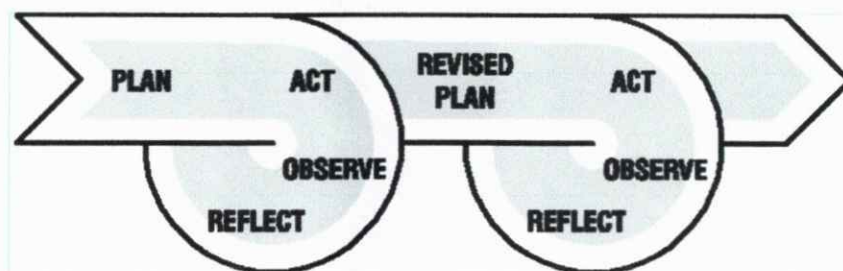 PLAN
ACT
OBSERVE
REFLECT
REVISED
PLAN
ACT
OBSERVE
REFLECT